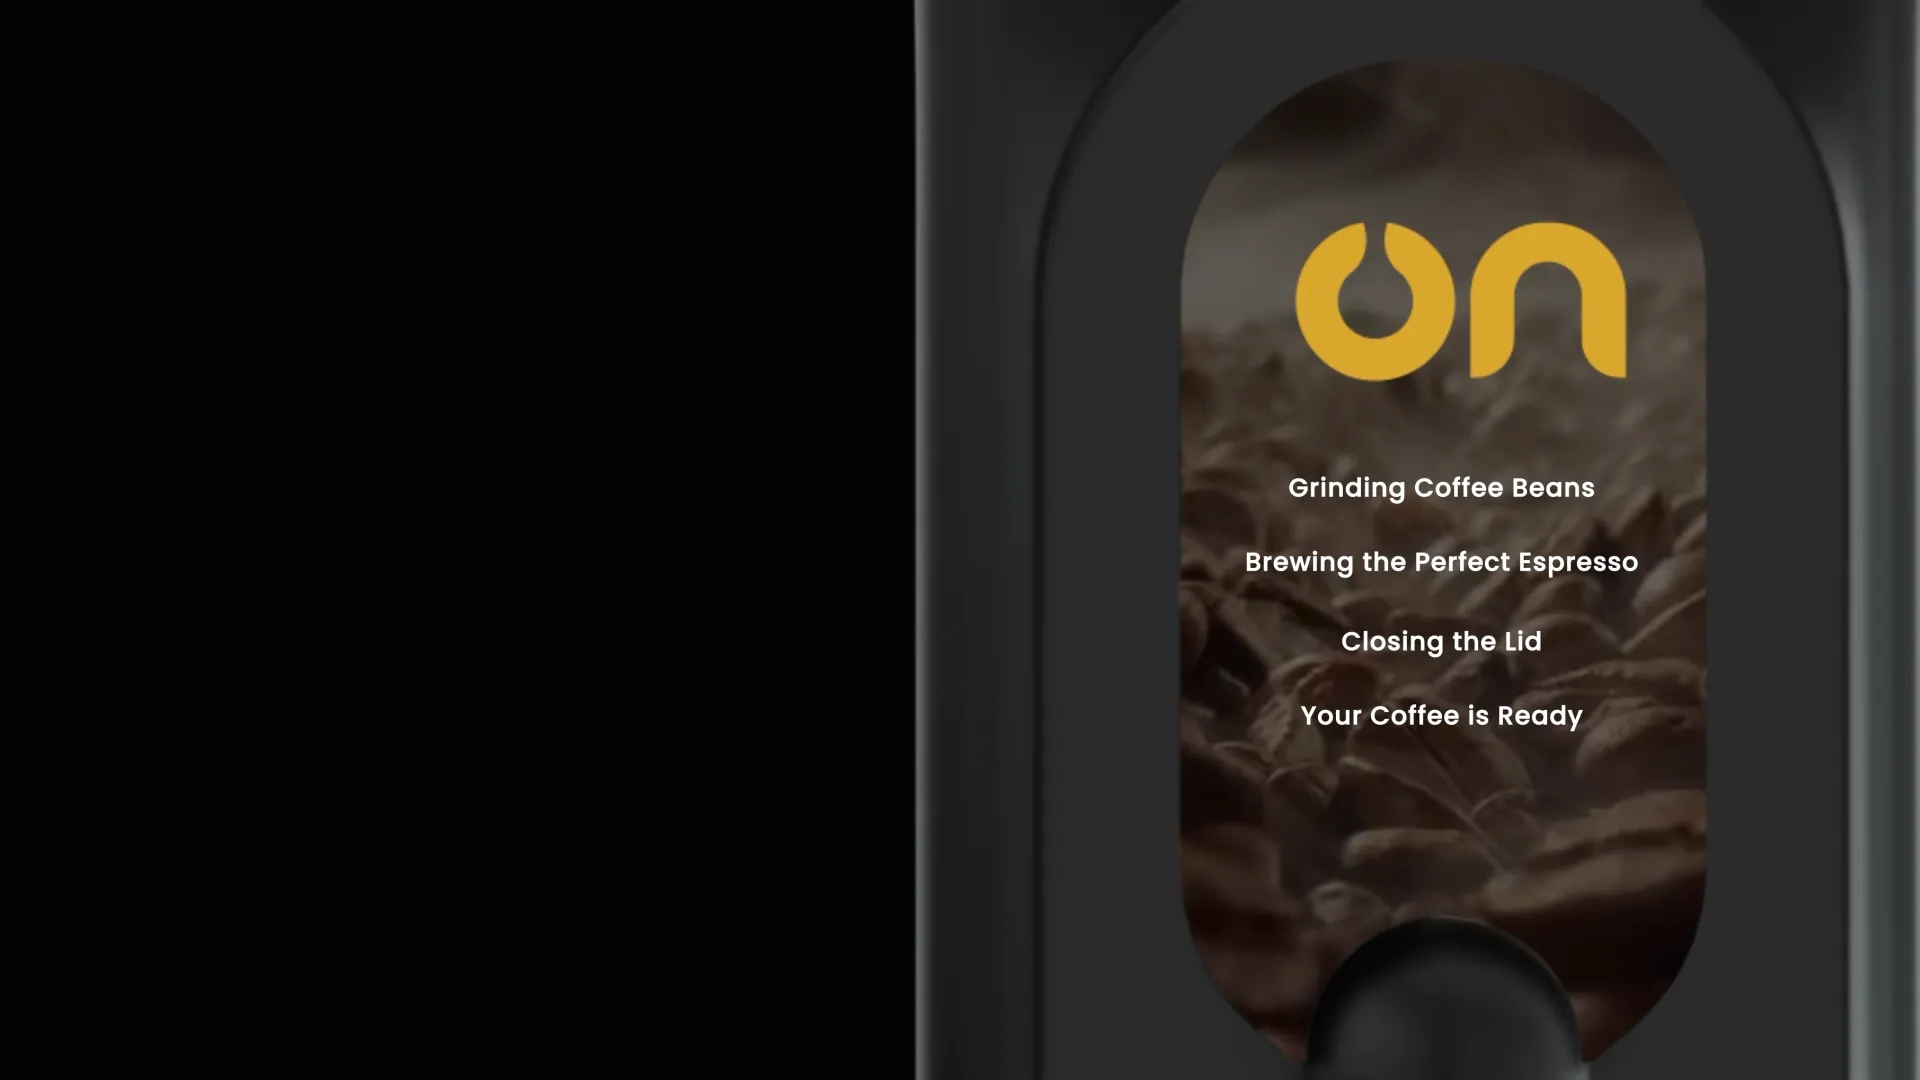 on
Grinding Coffee Beans
Brewing the Perfect Espresso
Closing the Lid
Your Coffee is Ready